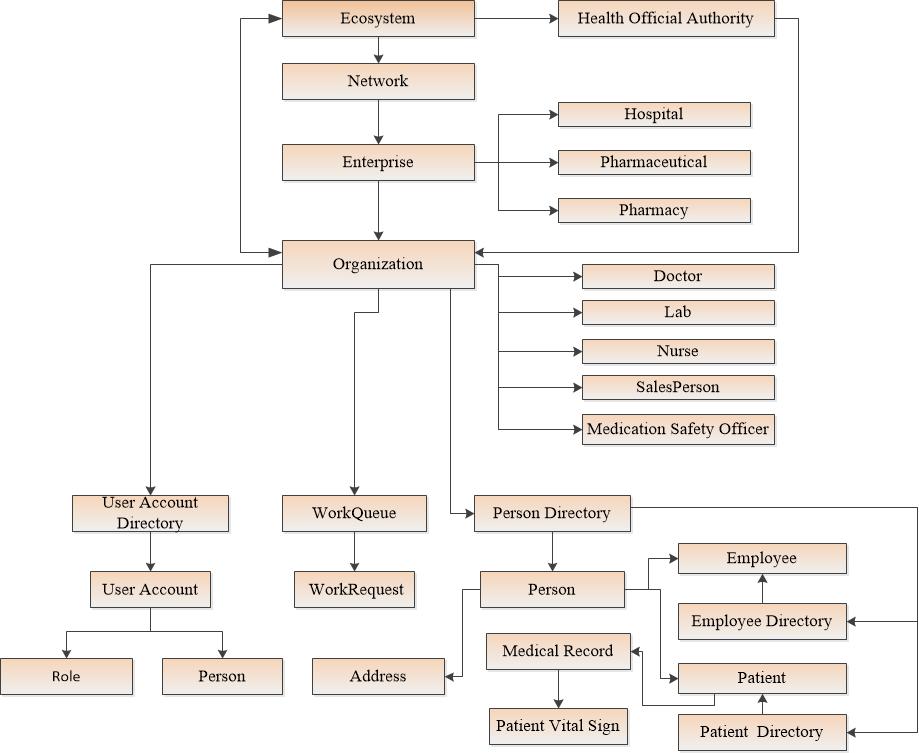 Ecosystem
Health Official Authority
Network
Hospital
Enterprise
Pharmaceutical
Pharmacy
Organization
Doctor
Lab
Nurse
SalesPerson
Medication Safety Officer
User Account
Directory
WorkQueue
Person Directory
Employee
User Account
WorkRequest
Person
Employee Directory
Medical Record
Role
Person
Address
Patient
Patient Vital Sign
Patient Directory